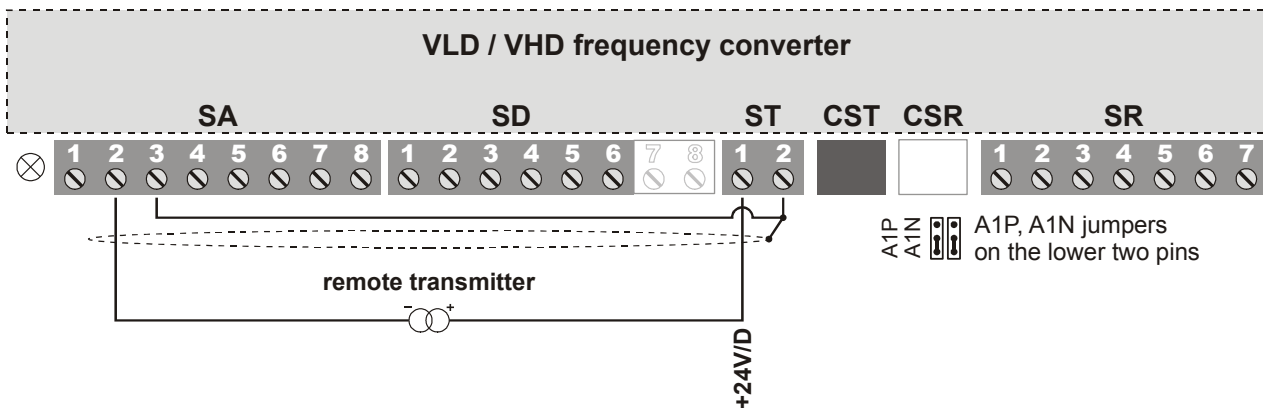 VLD / VHD frequency converter
SA SD ST CST CSR SR
1 2 3 4 5 6 7 8 1 2 3 4 5 6 7 8 1 2 1 2 3 4 5 6 7
A1P A1N A1P, A1N jumpers
on the lower two pins
remote transmitter
- +
+24V/D